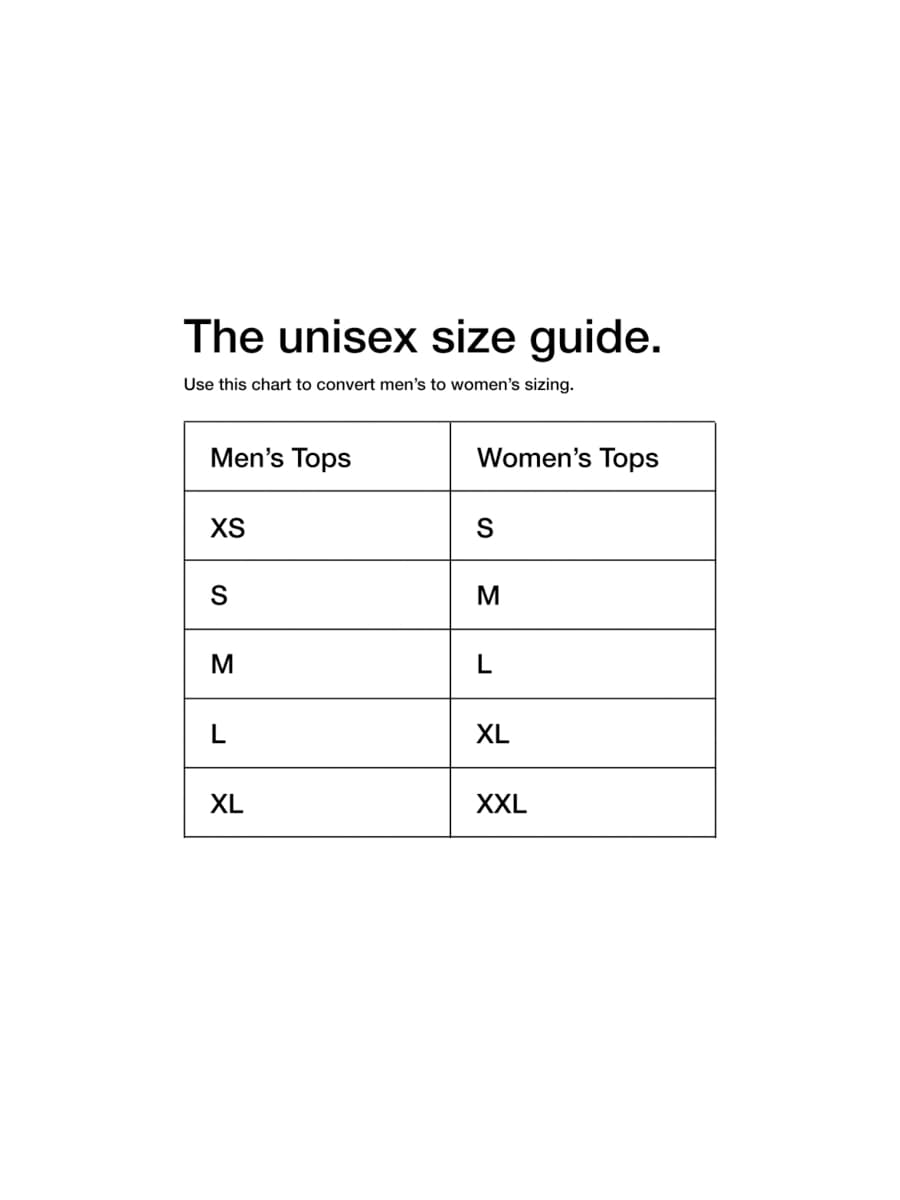 The unisex size guide.
Use this chart to convert men’s to women’s sizing.
Men’s Tops Women’s Tops
XS S
S M
M L
L XL
XL XXL